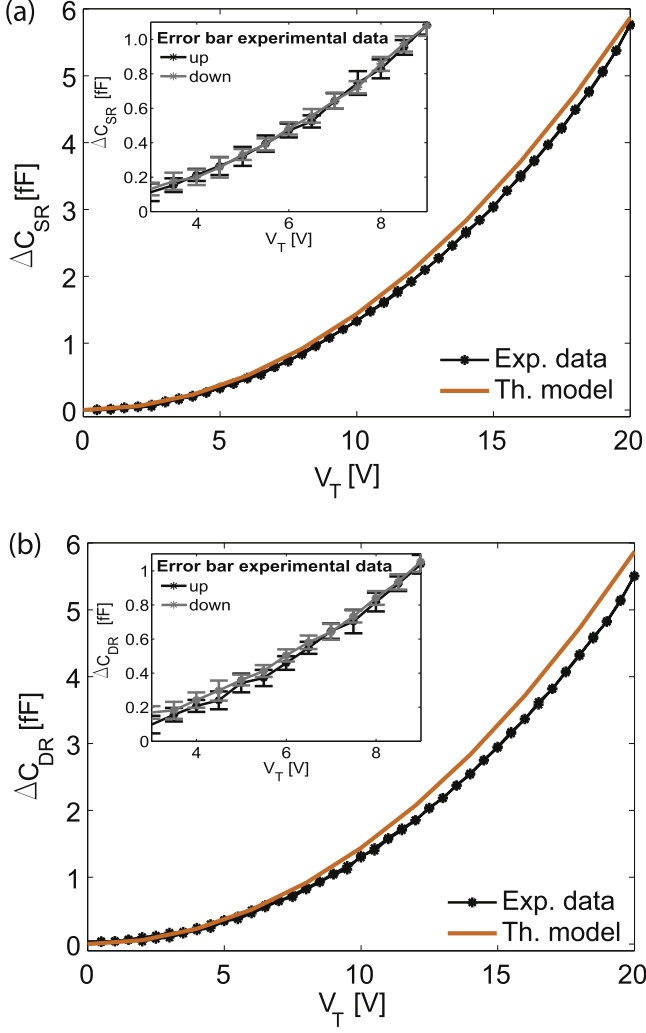 (a)
6
5
4
3
2
1
0
ΔC_SR [fF]
0
5
10
15
20
V_T [V]
Exp. data
Th. model
Error bar experimental data
up
down
1
0.8
0.6
0.4
0.2
0
ΔC_SR [fF]
4
6
8
V_T [V]
(b)
6
5
4
3
2
1
0
ΔC_DR [fF]
0
5
10
15
20
V_T [V]
Exp. data
Th. model
Error bar experimental data
up
down
1
0.8
0.6
0.4
0.2
0
ΔC_DR [fF]
4
6
8
V_T [V]